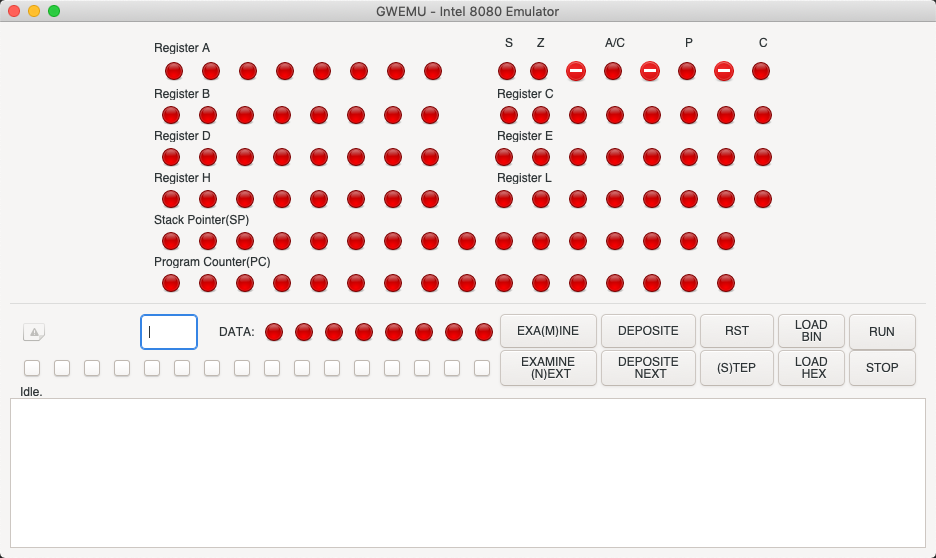 GWEMU - Intel 8080 Emulator
Register A
S Z A/C P C
Register B
Register C
Register D
Register E
Register H
Register L
Stack Pointer(SP)
Program Counter(PC)
DATA:
EXA(M)INE
DEPOSITE
RST
LOAD
BIN
RUN
EXAMINE
(N)EXT
DEPOSITE
NEXT
(S)TEP
LOAD
HEX
STOP
Idle.